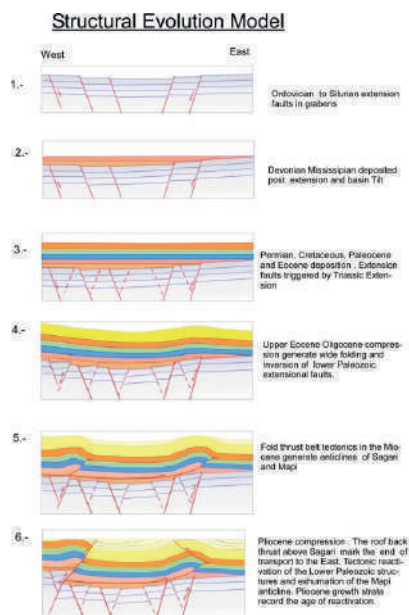 Structural Evolution Model
West
East
1.-
Ordovician to Silurian extension
faults in grabens
2.-
Devonian Missisipian deposited
post extension and basin Tilt
3.-
Permian, Cretaceous, Paleocene
and Eocene deposition . Extension
faults triggered by Triassic Exten-
sion
4.-
Upper Eocene Oligocene compres-
sion generate wide folding and
inversion of lower Paleozoic
extensional faults.
5.-
Fold thrust belt tectonics in the Mio-
cene generate anticlines of Sagari
and Mapi
6.-
Pliocene compression . The roof back
thrust above Sagari mark the end of
transport to the East. Tectonic reacti-
vation of the Lower Paleozoic struc-
tures and exhumation of the Mapi
anticline. Pliocene growth strata
record the age of reactivation.